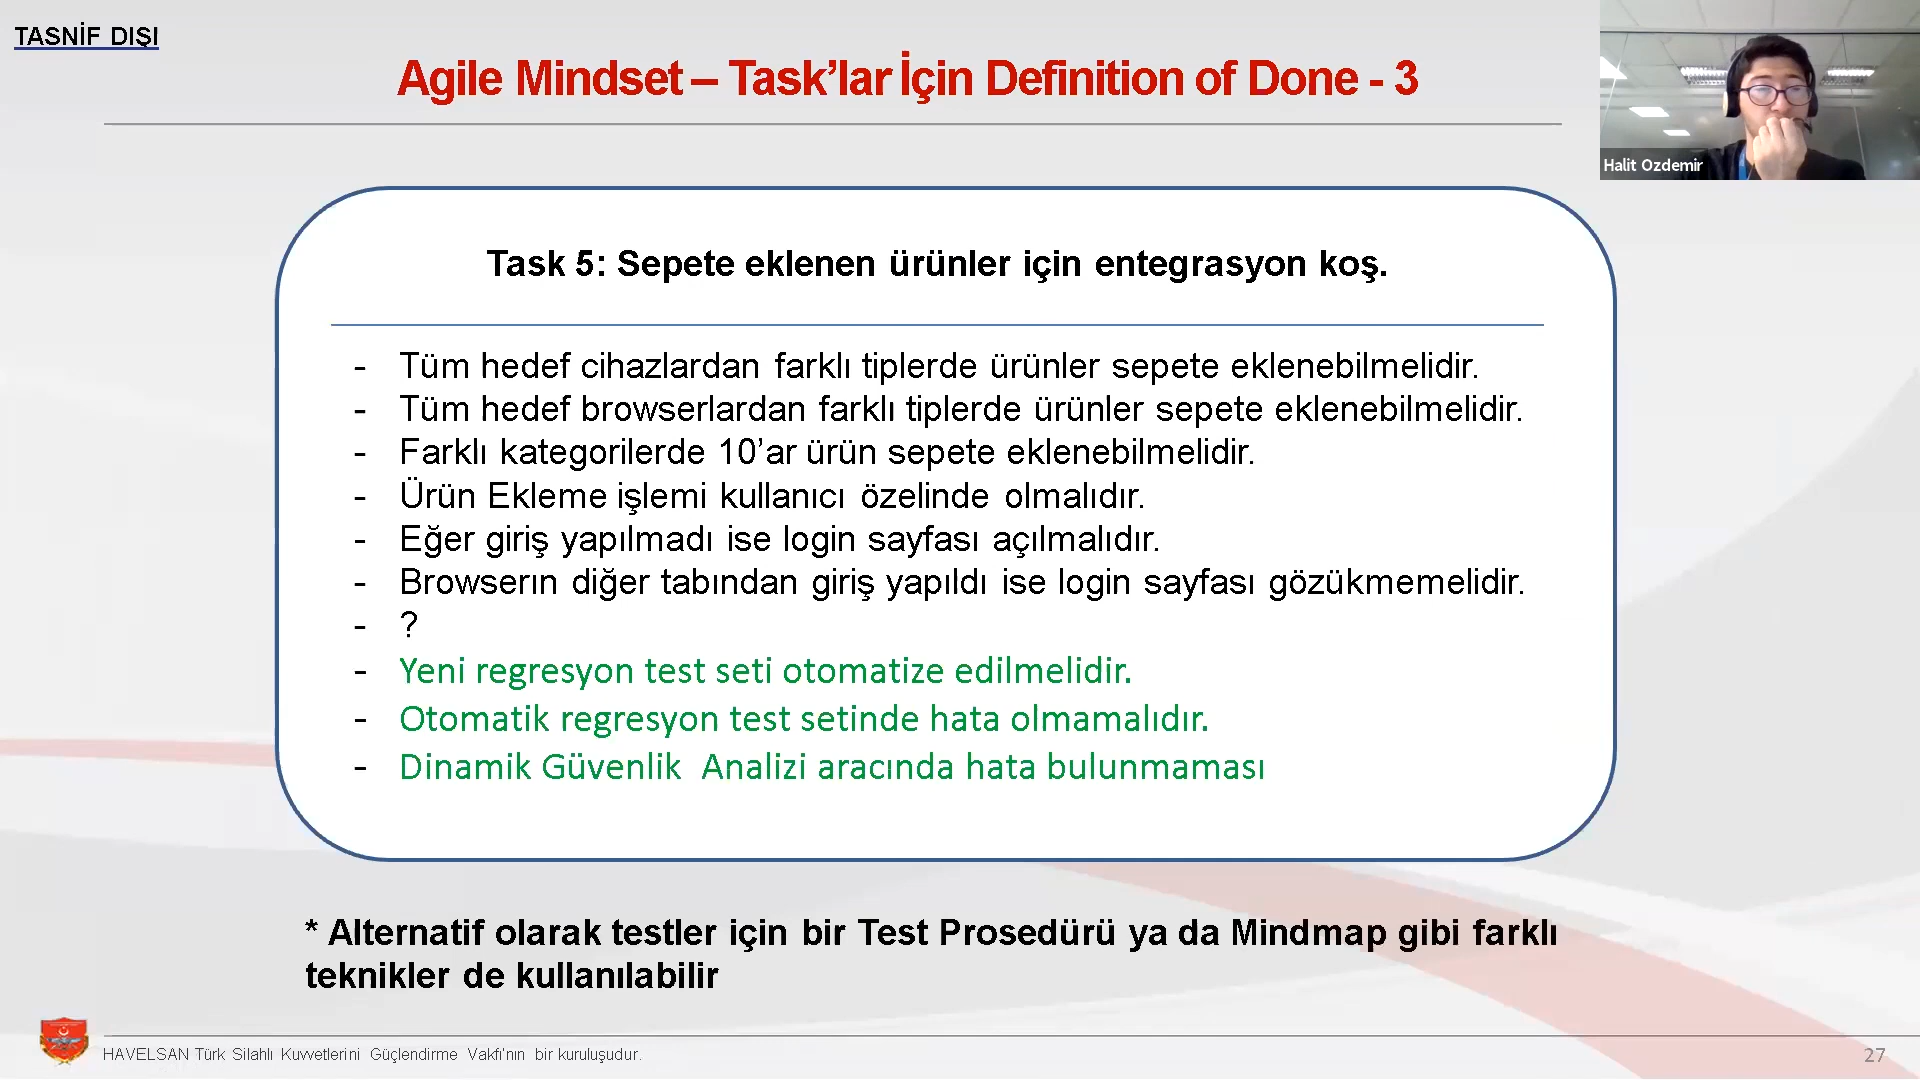 TASNİF DIŞI
Agile Mindset – Task’lar İçin Definition of Done - 3
Halit Ozdemir
Task 5: Sepete eklenen ürünler için entegrasyon koş.
- Tüm hedef cihazlardan farklı tiplerde ürünler sepete eklenebilmelidir.
- Tüm hedef browserlardan farklı tiplerde ürünler sepete eklenebilmelidir.
- Farklı kategorilerde 10’ar ürün sepete eklenebilmelidir.
- Ürün Ekleme işlemi kullanıcı özelinde olmalıdır.
- Eğer giriş yapılmadı ise login sayfası açılmalıdır.
- Browserın diğer tabından giriş yapıldı ise login sayfası gözükmemelidir.
- ?
- Yeni regresyon test seti otomatize edilmelidir.
- Otomatik regresyon test setinde hata olmamalıdır.
- Dinamik Güvenlik Analizi aracında hata bulunmaması
* Alternatif olarak testler için bir Test Prosedürü ya da Mindmap gibi farklı
teknikler de kullanılabilir
HAVELSAN Türk Silahlı Kuvvetlerini Güçlendirme Vakfı’nın bir kuruluşudur.
27